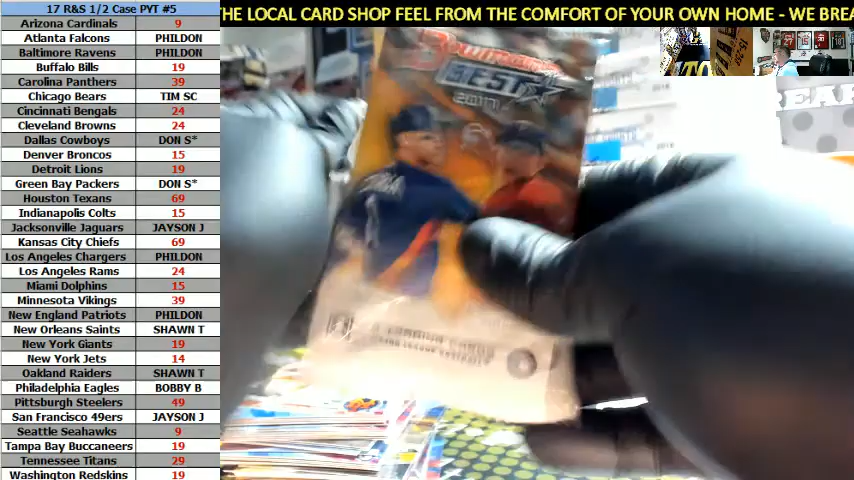 17 R&S 1/2 Case PYT #5
Arizona Cardinals 9
Atlanta Falcons PHILDON
Baltimore Ravens PHILDON
Buffalo Bills 19
Carolina Panthers 39
Chicago Bears TIM SC
Cincinnati Bengals 24
Cleveland Browns 24
Dallas Cowboys DON S*
Denver Broncos 15
Detroit Lions 19
Green Bay Packers DON S*
Houston Texans 69
Indianapolis Colts 15
Jacksonville Jaguars JAYSON J
Kansas City Chiefs 69
Los Angeles Chargers PHILDON
Los Angeles Rams 24
Miami Dolphins 15
Minnesota Vikings 39
New England Patriots PHILDON
New Orleans Saints SHAWN T
New York Giants 19
New York Jets 14
Oakland Raiders SHAWN T
Philadelphia Eagles BOBBY B
Pittsburgh Steelers 49
San Francisco 49ers JAYSON J
Seattle Seahawks 9
Tampa Bay Buccaneers 19
Tennessee Titans 29
Washington Redskins 19
THE LOCAL CARD SHOP FEEL FROM THE COMFORT OF YOUR OWN HOME - WE BREA
BOWMAN'S
BEST
2017